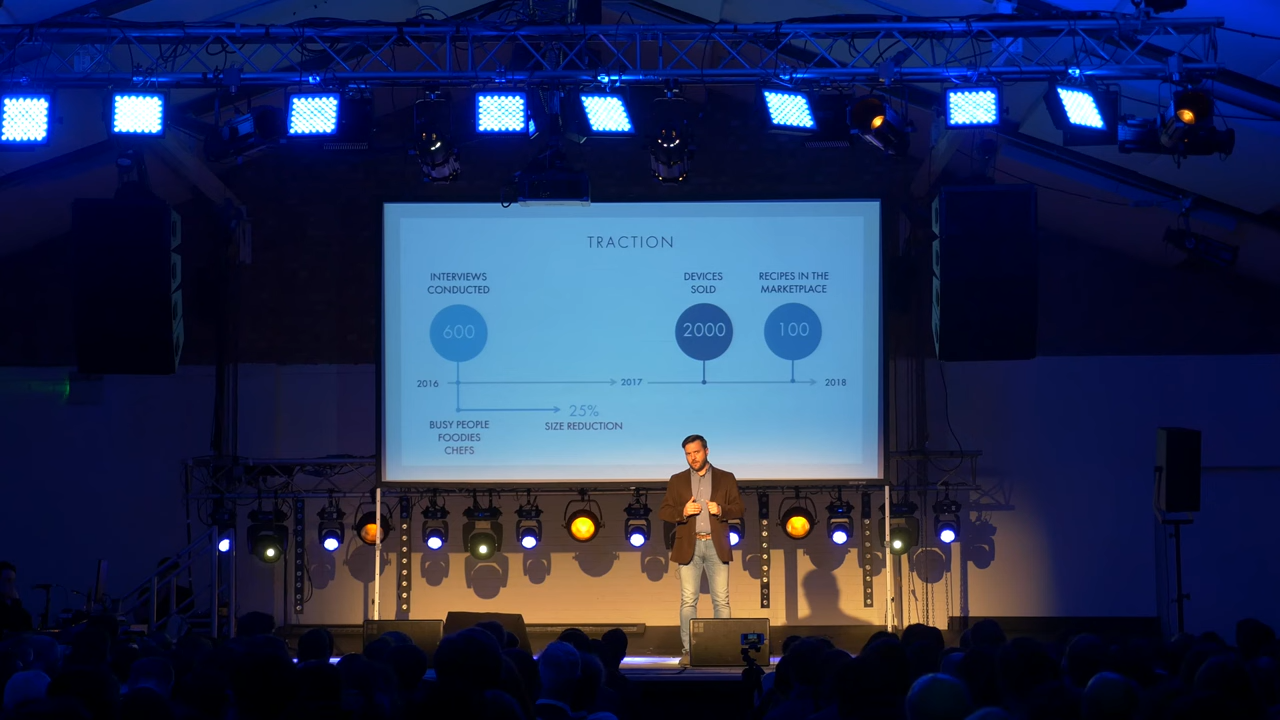 TRACTION
INTERVIEWS
CONDUCTED
DEVICES
SOLD
RECIPES IN THE
MARKETPLACE
600
2000
100
2016
2017
2018
BUSY PEOPLE
FOODIES
CHEFS
25%
SIZE REDUCTION